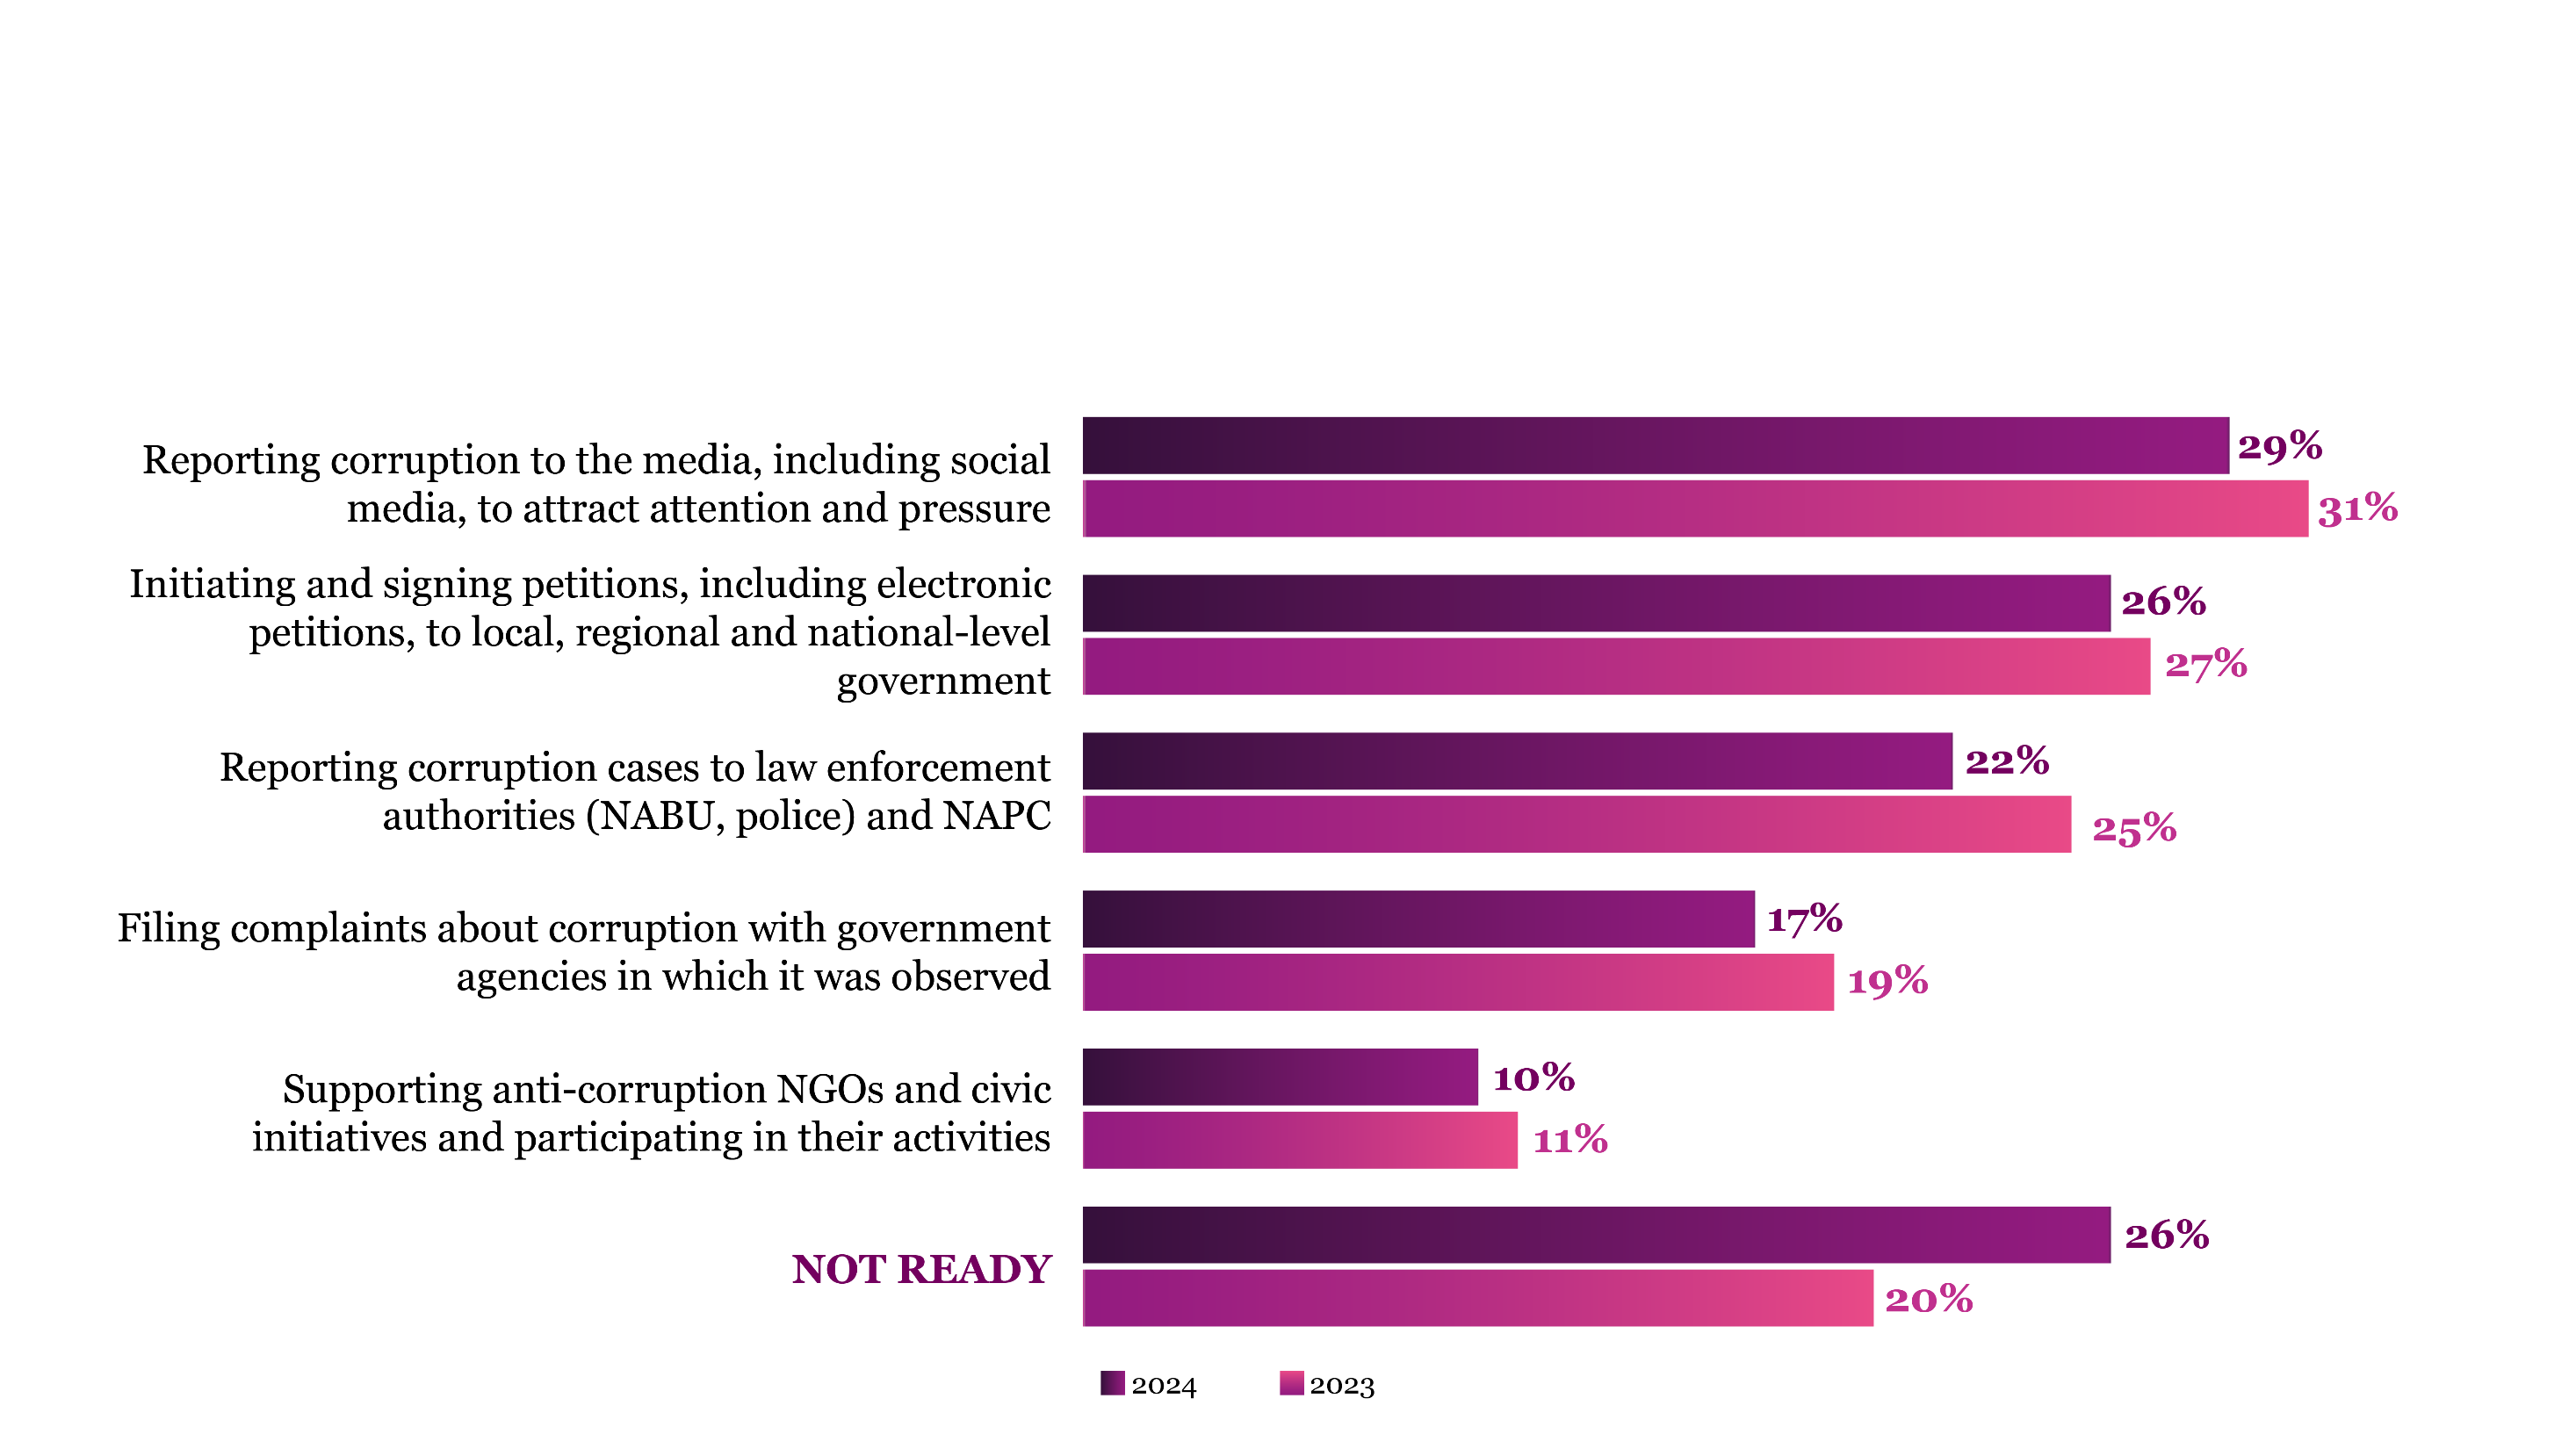 Reporting corruption to the media, including social
media, to attract attention and pressure
29%
31%
Initiating and signing petitions, including electronic
petitions, to local, regional and national-level
government
26%
27%
Reporting corruption cases to law enforcement
authorities (NABU, police) and NAPC
22%
25%
Filing complaints about corruption with government
agencies in which it was observed
17%
19%
Supporting anti-corruption NGOs and civic
initiatives and participating in their activities
10%
11%
NOT READY
26%
20%
2024
2023